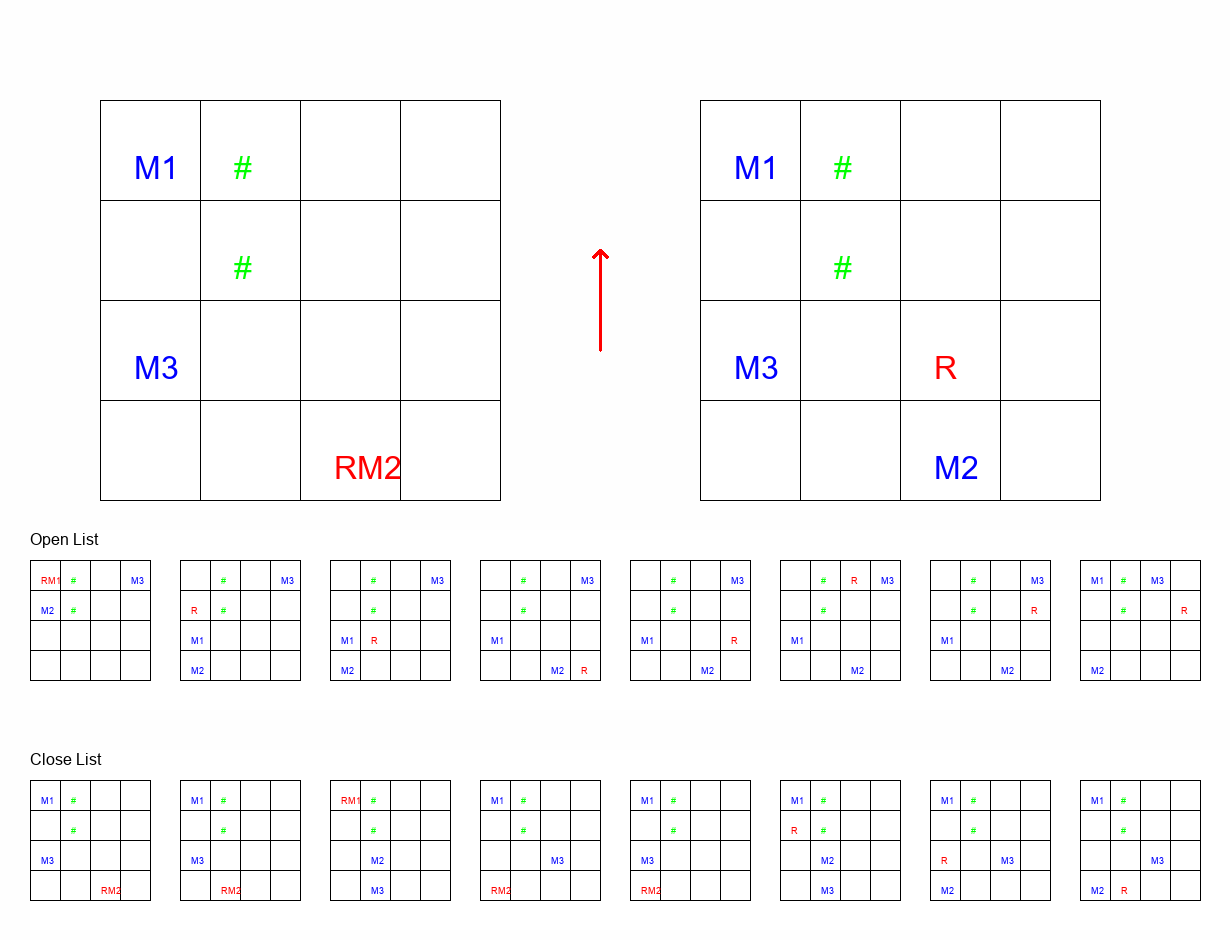 M1 # M1 #
# #
M3 M3 R
RM2 M2
Open List
RM1 # M3 # M3 # M3 # M3 # M3 # R M3 # M3 M1 # M3
M2 # R # # # # # # R # R
M1 M1 R M1 M1 R M1 M1
M2 M2 M2 R M2 M2 M2 M2
Close List
M1 # M1 # RM1 # M1 # M1 # M1 # M1 # M1 #
# # # # # R # # #
M3 M3 M2 M3 M3 M2 R M3 M3
RM2 RM2 M3 RM2 RM2 M3 M2 M2 R